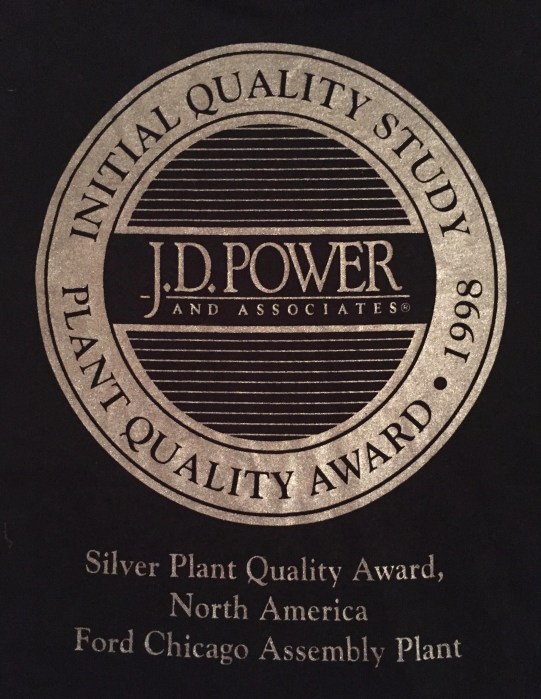 INITIAL QUALITY STUDY
J.D. POWER
AND ASSOCIATES®
PLANT QUALITY AWARD • 1998
Silver Plant Quality Award,
North America
Ford Chicago Assembly Plant